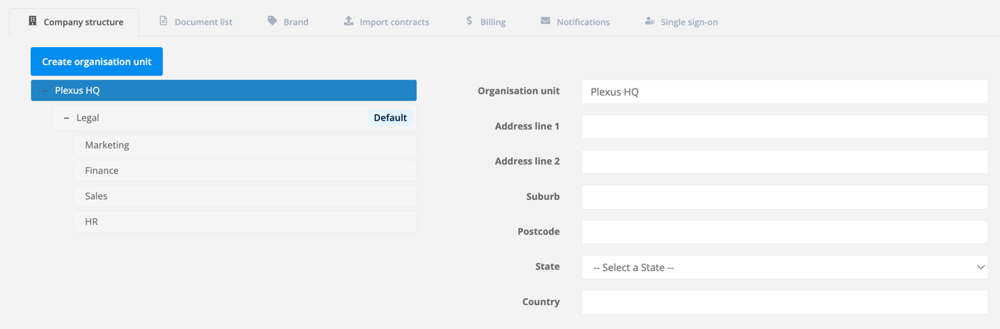 Company structure
Document list
Brand
Import contracts
Billing
Notifications
Single sign-on
Create organisation unit
– Plexus HQ
– Legal Default
Marketing
Finance
Sales
HR
Organisation unit Plexus HQ
Address line 1
Address line 2
Suburb
Postcode
State -- Select a State --
Country